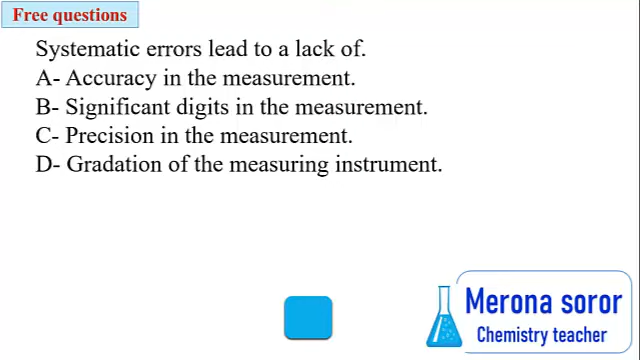 Free questions
Systematic errors lead to a lack of.
A- Accuracy in the measurement.
B- Significant digits in the measurement.
C- Precision in the measurement.
D- Gradation of the measuring instrument.
Merona soror
Chemistry teacher